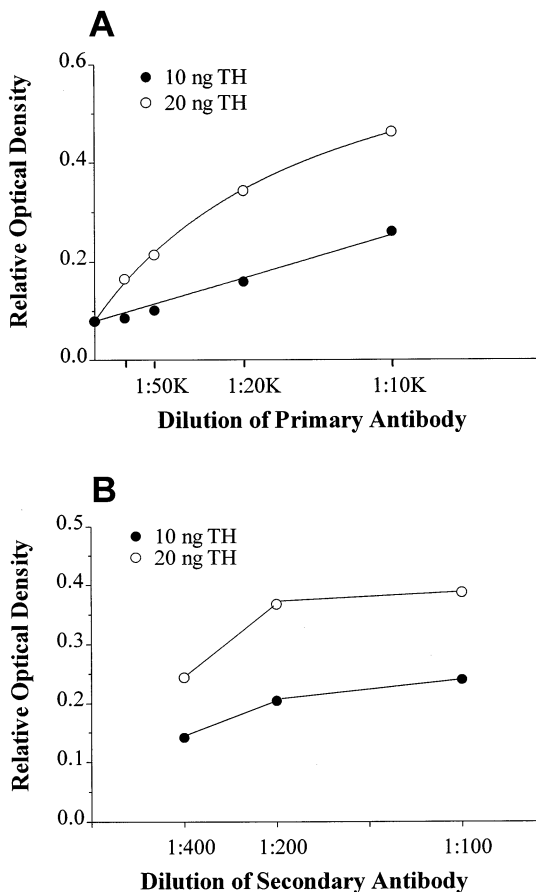 A
0.6
10 ng TH
20 ng TH
0.4
0.2
0.0
Relative Optical Density
1:50K 1:20K 1:10K
Dilution of Primary Antibody
B
0.5
10 ng TH
20 ng TH
0.4
0.3
0.2
0.1
0.0
Relative Optical Density
1:400 1:200 1:100
Dilution of Secondary Antibody